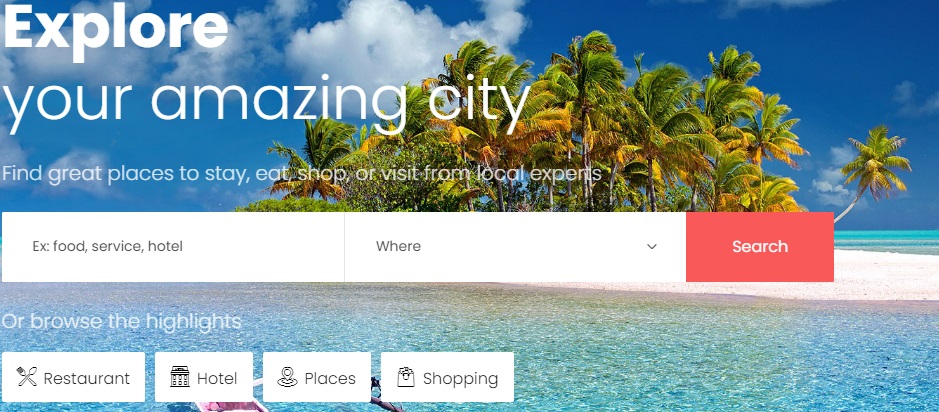 Explore
your amazing city
Find great places to stay, eat, shop, or visit from local experts
Ex: food, service, hotel
Where
Search
Or browse the highlights
Restaurant
Hotel
Places
Shopping